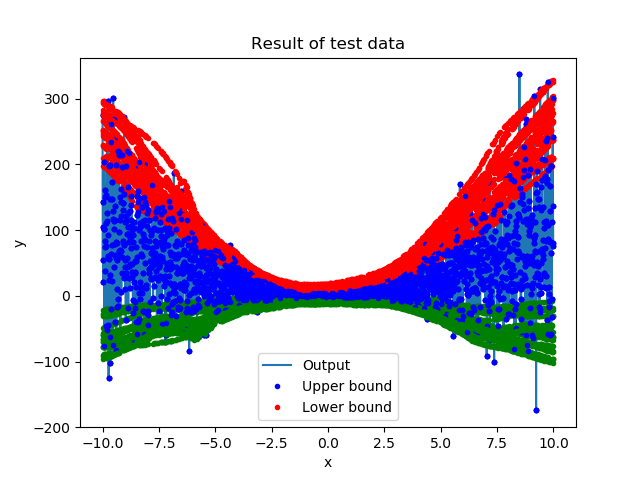 Result of test data
y
300
200
100
0
−100
−200
−10.0
−7.5
−5.0
−2.5
0.0
2.5
5.0
7.5
10.0
x
Output
Upper bound
Lower bound